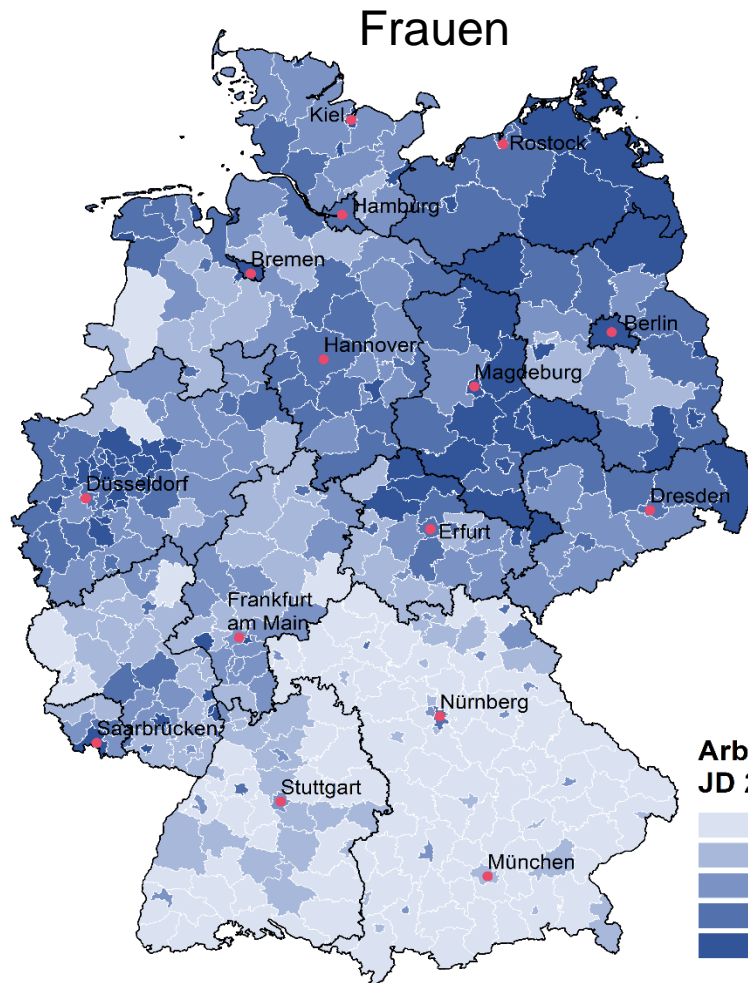 Frauen
Kiel
Rostock
Hamburg
Bremen
Berlin
Hannover
Magdeburg
Düsseldorf
Dresden
Erfurt
Frankfurt
am Main
Nürnberg
Saarbrücken
Arb
JD 2
Stuttgart
München